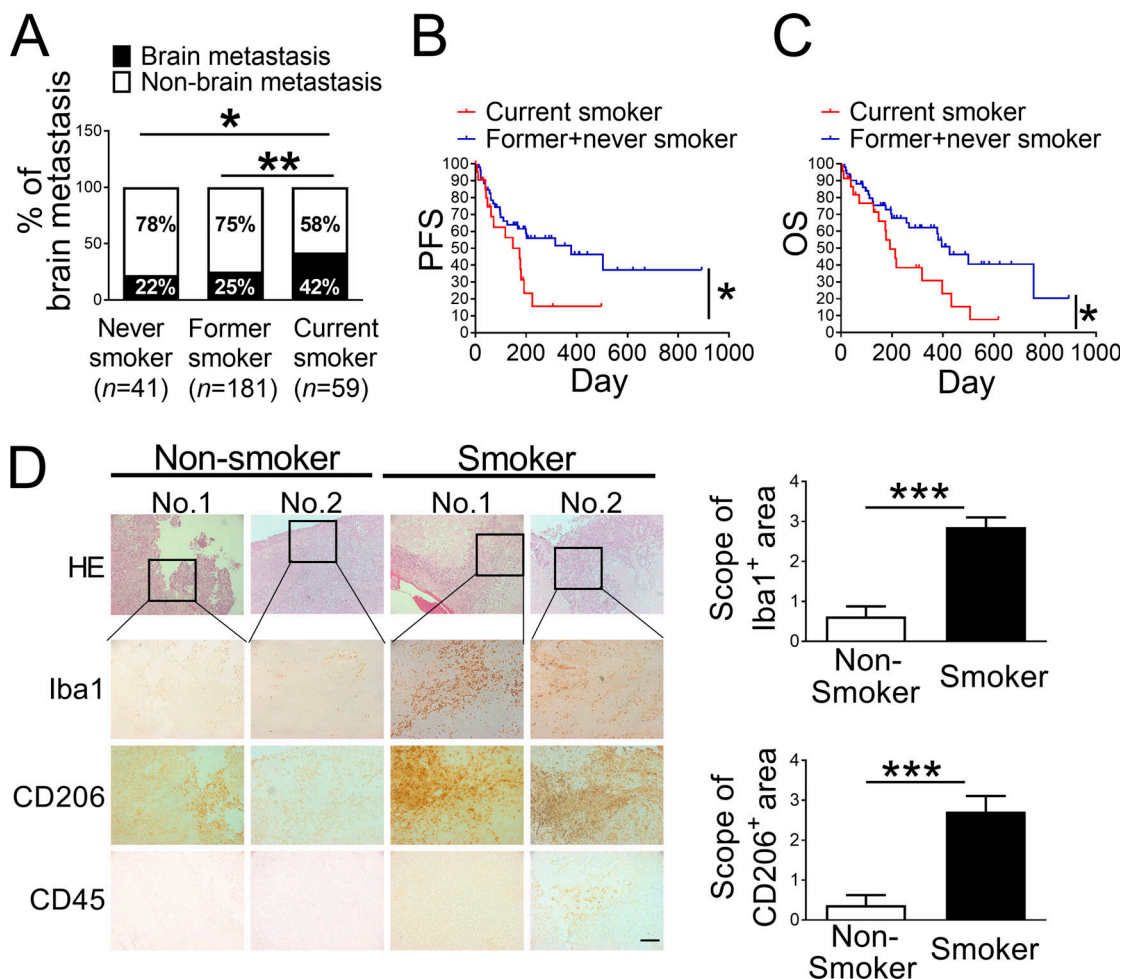 A
Brain metastasis
Non-brain metastasis
% of
brain metastasis
150
100
50
0
*
**
78%
75%
58%
22%
25%
42%
Never
smoker
(n=41)
Former
smoker
(n=181)
Current
smoker
(n=59)
B
Current smoker
Former+never smoker
PFS
100
90
80
70
60
50
40
30
20
10
0
0 200 400 600 800 1000
Day
*
C
Current smoker
Former+never smoker
OS
100
90
80
70
60
50
40
30
20
10
0
0 200 400 600 800 1000
Day
*
D
Non-smoker
Smoker
No.1 No.2 No.1 No.2
HE
Iba1
CD206
CD45
Scope of
Iba1+ area
4
3
2
1
0
***
Non-
Smoker
Smoker
Scope of
CD206+ area
4
3
2
1
0
***
Non-
Smoker
Smoker